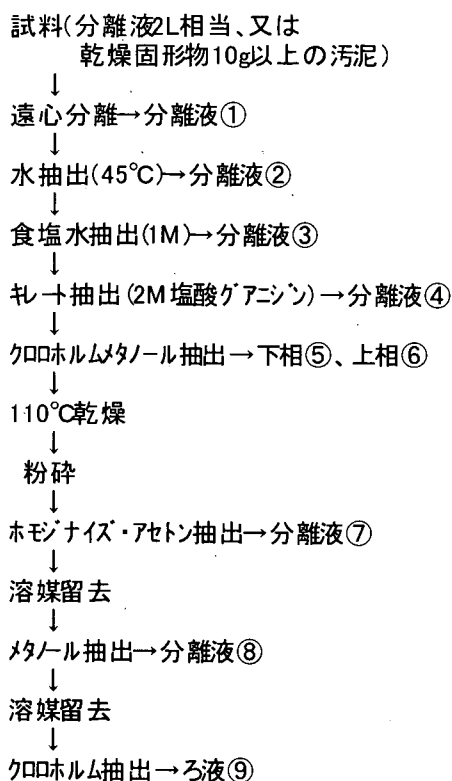 試料(分離液2L相当、又は
乾燥固形物10g以上の汚泥)
↓
遠心分離→分離液①
↓
水抽出(45℃)→分離液②
↓
食塩水抽出(1M)→分離液③
↓
キレート抽出(2M塩酸グアニジン)→分離液④
↓
クロロホルムメタノール抽出→下相⑤、上相⑥
↓
110℃乾燥
↓
粉砕
↓
ホモジナイズ・アセトン抽出→分離液⑦
↓
溶媒留去
↓
メタノール抽出→分離液⑧
↓
溶媒留去
↓
クロロホルム抽出→ろ液⑨